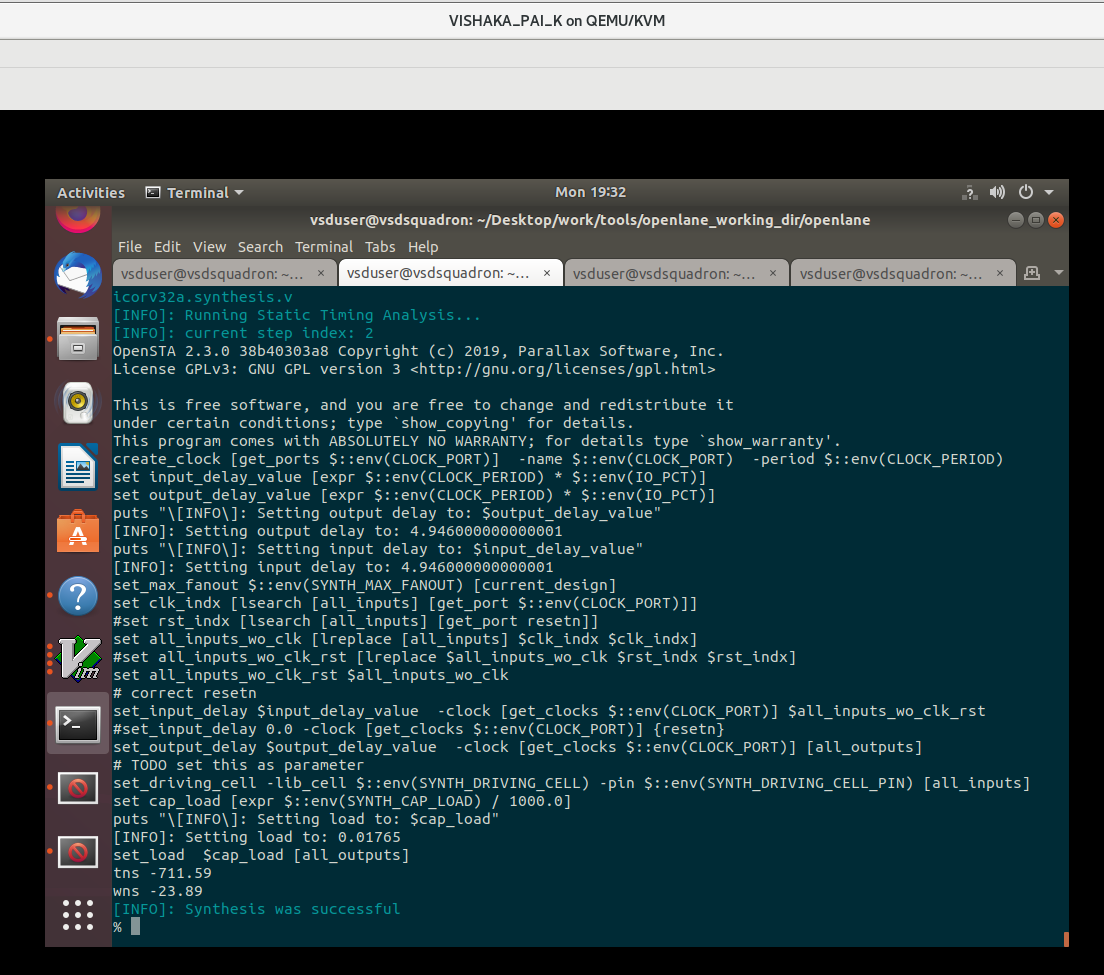 VISHAKA_PAI_K on QEMU/KVM
Activities Terminal Mon 19:32
vsduser@vsdsquadron: ~/Desktop/work/tools/openlane_working_dir/openlane
File Edit View Search Terminal Tabs Help
vsduser@vsdsquadron: ~... × vsduser@vsdsquadron: ~... × vsduser@vsdsquadron: ~... × vsduser@vsdsquadron: ~... ×
icorv32a.synthesis.v
[INFO]: Running Static Timing Analysis...
[INFO]: current step index: 2
OpenSTA 2.3.0 38b40303a8 Copyright (c) 2019, Parallax Software, Inc.
License GPLv3: GNU GPL version 3 <http://gnu.org/licenses/gpl.html>
This is free software, and you are free to change and redistribute it
under certain conditions; type `show_copying' for details.
This program comes with ABSOLUTELY NO WARRANTY; for details type `show_warranty'.
create_clock [get_ports $::env(CLOCK_PORT)]  -name $::env(CLOCK_PORT)  -period $::env(CLOCK_PERIOD)
set input_delay_value [expr $::env(CLOCK_PERIOD) * $::env(IO_PCT)]
set output_delay_value [expr $::env(CLOCK_PERIOD) * $::env(IO_PCT)]
puts "\[INFO\]: Setting output delay to: $output_delay_value"
[INFO]: Setting output delay to: 4.946000000000001
puts "\[INFO\]: Setting input delay to: $input_delay_value"
[INFO]: Setting input delay to: 4.946000000000001
set_max_fanout $::env(SYNTH_MAX_FANOUT) [current_design]
set clk_indx [lsearch [all_inputs] [get_port $::env(CLOCK_PORT)]]
#set rst_indx [lsearch [all_inputs] [get_port resetn]]
set all_inputs_wo_clk [lreplace [all_inputs] $clk_indx $clk_indx]
#set all_inputs_wo_clk_rst [lreplace $all_inputs_wo_clk $rst_indx $rst_indx]
set all_inputs_wo_clk_rst $all_inputs_wo_clk
# correct resetn
set_input_delay $input_delay_value  -clock [get_clocks $::env(CLOCK_PORT)] $all_inputs_wo_clk_rst
#set_input_delay 0.0 -clock [get_clocks $::env(CLOCK_PORT)] {resetn}
set_output_delay $output_delay_value  -clock [get_clocks $::env(CLOCK_PORT)] [all_outputs]
# TODO set this as parameter
set_driving_cell -lib_cell $::env(SYNTH_DRIVING_CELL) -pin $::env(SYNTH_DRIVING_CELL_PIN) [all_inputs]
set cap_load [expr $::env(SYNTH_CAP_LOAD) / 1000.0]
puts "\[INFO\]: Setting load to: $cap_load"
[INFO]: Setting load to: 0.01765
set_load  $cap_load [all_outputs]
tns -711.59
wns -23.89
[INFO]: Synthesis was successful
%